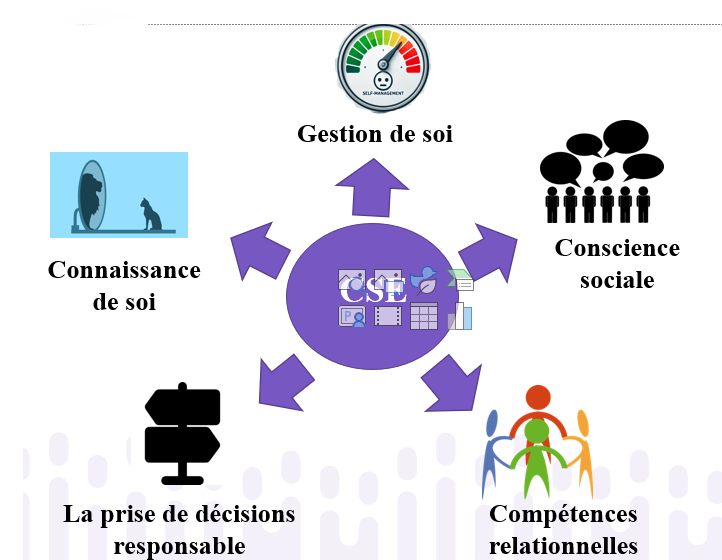 SELF-MANAGEMENT
Gestion de soi
Conscience
sociale
Connaissance
de soi
CSE
La prise de décisions
responsable
Compétences
relationnelles